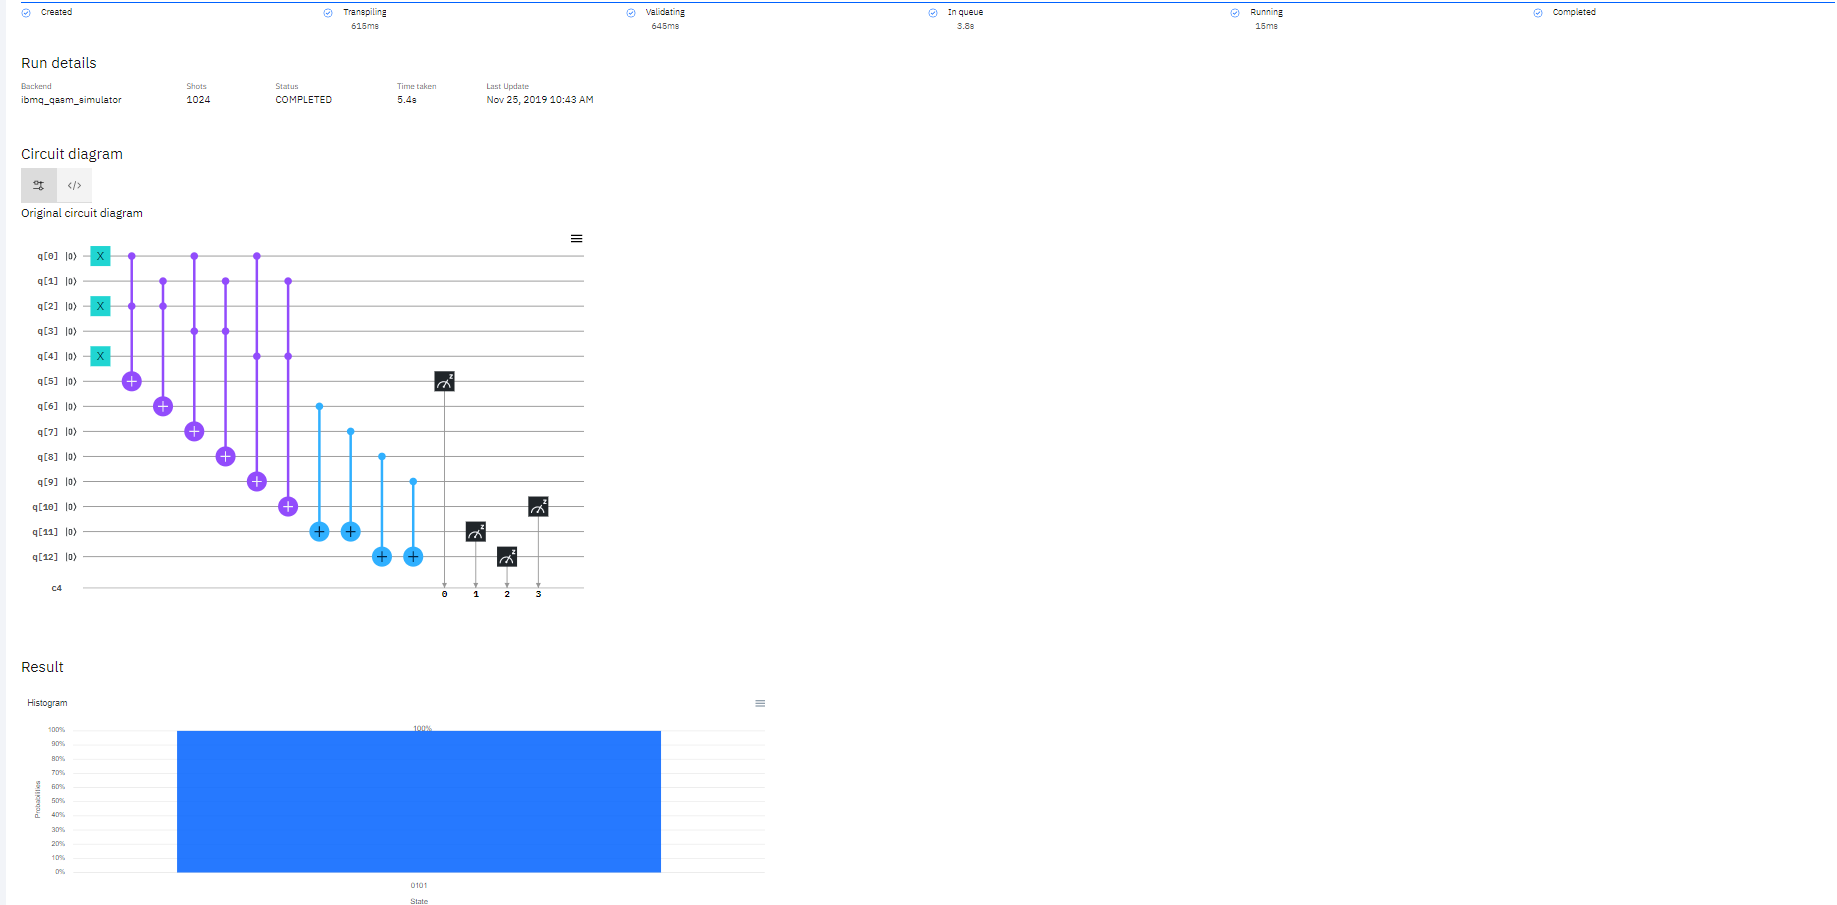 Created Transpiling Validating In queue Running Completed
615ms 645ms 3.8s 15ms
Run details
Backend Shots Status Time taken Last Update
ibmq_qasm_simulator 1024 COMPLETED 5.4s Nov 25, 2019 10:43 AM
Circuit diagram
</>
Original circuit diagram
q[0] |0⟩ X
q[1] |0⟩
q[2] |0⟩ X
q[3] |0⟩
q[4] |0⟩ X
q[5] |0⟩ z
q[6] |0⟩
q[7] |0⟩
q[8] |0⟩
q[9] |0⟩
q[10] |0⟩ z
q[11] |0⟩ z
q[12] |0⟩ z
c4
0 1 2 3
Result
Histogram
100%
100%
90%
80%
70%
60%
50%
40%
30%
20%
10%
0%
Probabilities
0101
State